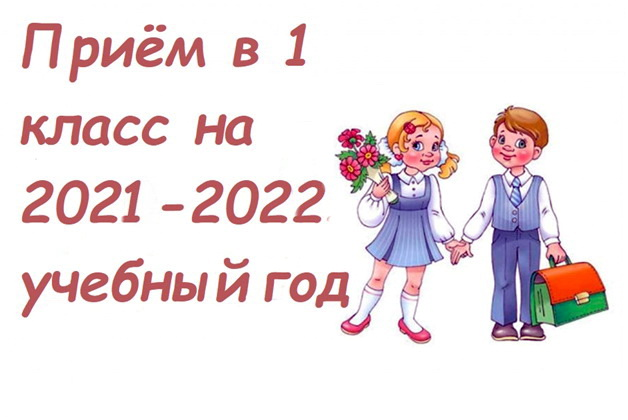 Приём в 1
класс на
2021 -2022
учебный год